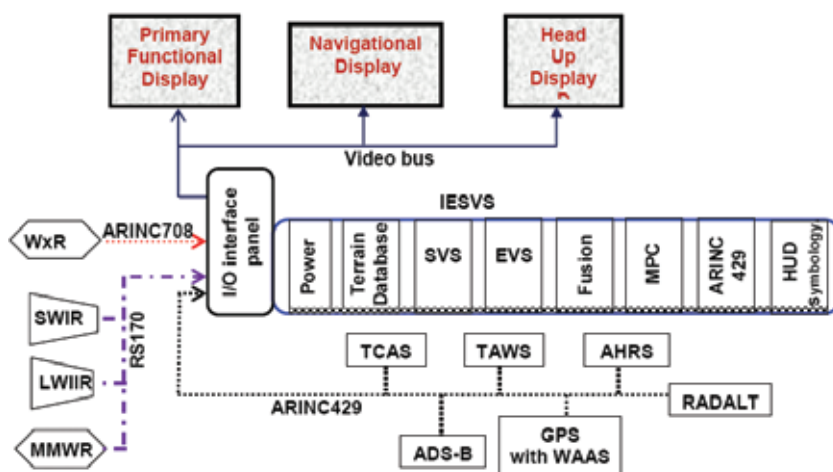 Primary
Functional
Display
Navigational
Display
Head
Up
Display
Video bus
IESVS
I/O interface
panel
Power
Terrain
Database
SVS
EVS
Fusion
MPC
ARINC
429
HUD
Symbology
WxR
ARINC708
SWIR
LWIIR
MMWR
RS170
TCAS
TAWS
AHRS
RADALT
ARINC429
ADS-B
GPS
with WAAS